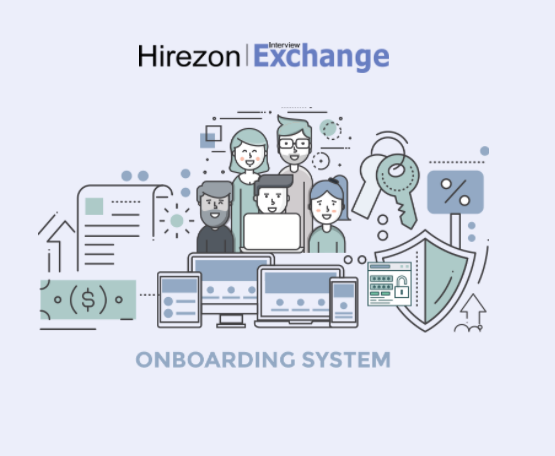 Hirezon | Interview Exchange
%
($)
ONBOARDING SYSTEM